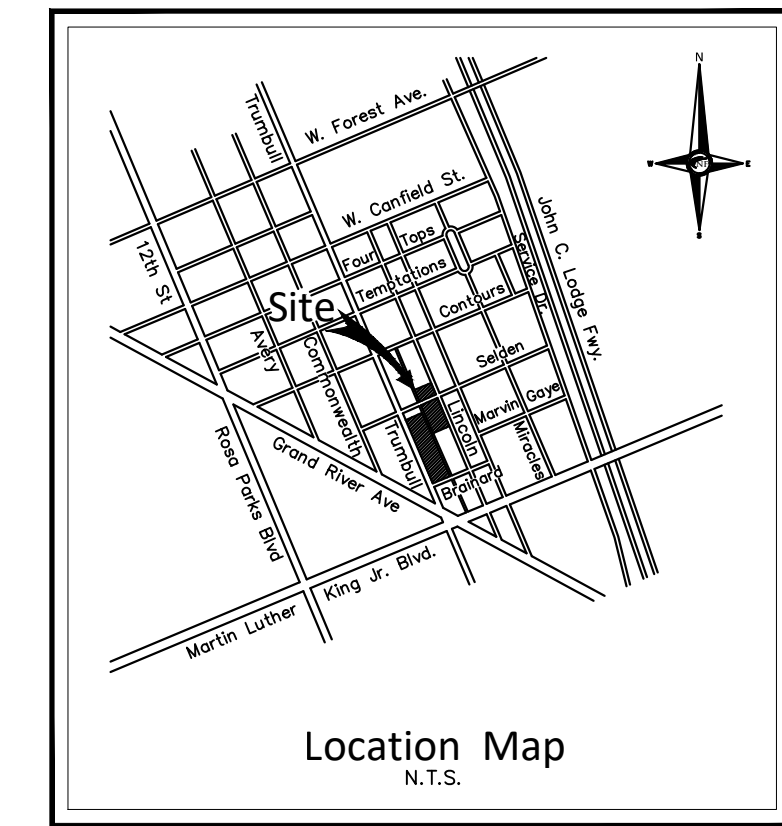 N
Trumbull
W. Forest Ave.
W
E
S
W. Canfield St.
John C. Lodge Fwy.
12th St
Four
Tops
Service Dr.
Temptations
Site
Contours
Avery
Commonwealth
Selden
Trumbull
Lincoln
Marvin Gaye
Miracles
Rosa Parks Blvd
Grand River Ave
Brainard
Martin Luther
King Jr. Blvd.
Location Map
N.T.S.